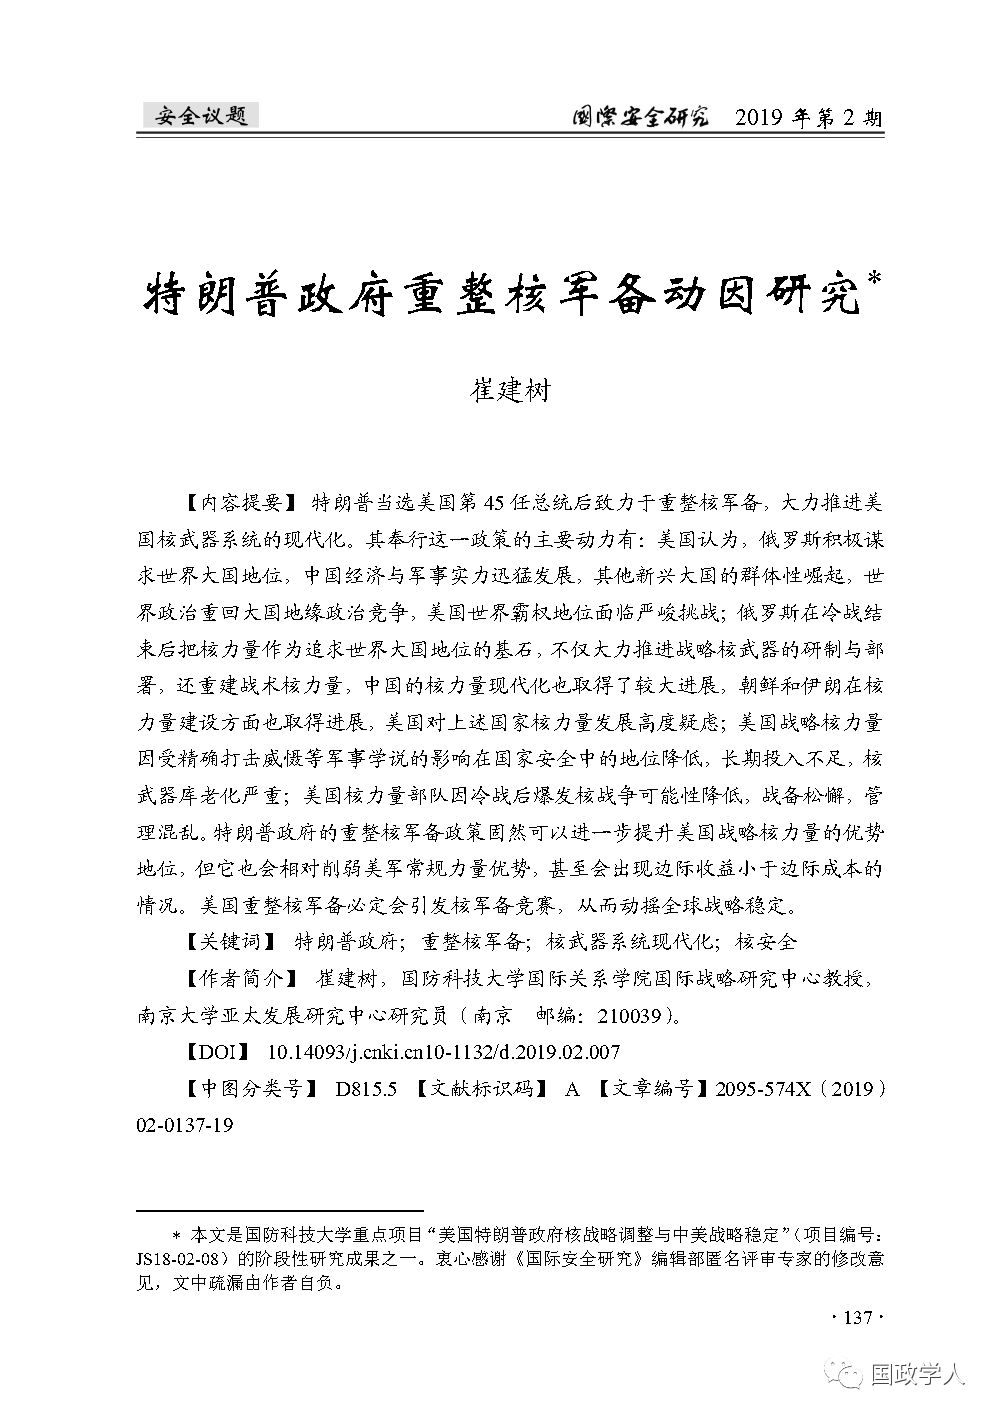 安全议题 国際安全研究 2019 年第 2 期
特朗普政府重整核军备动因研究*
崔建树
【内容提要】 特朗普当选美国第 45 任总统后致力于重整核军备，大力推进美
国核武器系统的现代化。其奉行这一政策的主要动力有：美国认为，俄罗斯积极谋
求世界大国地位，中国经济与军事实力迅猛发展，其他新兴大国的群体性崛起，世
界政治重回大国地缘政治竞争，美国世界霸权地位面临严峻挑战；俄罗斯在冷战结
束后把核力量作为追求世界大国地位的基石，不仅大力推进战略核武器的研制与部
署，还重建战术核力量，中国的核力量现代化也取得了较大进展，朝鲜和伊朗在核
力量建设方面也取得进展，美国对上述国家核力量发展高度疑虑；美国战略核力量
因受精确打击威慑等军事学说的影响在国家安全中的地位降低，长期投入不足，核
武器库老化严重；美国核力量部队因冷战后爆发核战争可能性降低，战备松懈，管
理混乱。特朗普政府的重整核军备政策固然可以进一步提升美国战略核力量的优势
地位，但它也会相对削弱美军常规力量优势，甚至会出现边际收益小于边际成本的
情况。美国重整核军备必定会引发核军备竞赛，从而动摇全球战略稳定。
【关键词】 特朗普政府；重整核军备；核武器系统现代化；核安全
【作者简介】 崔建树，国防科技大学国际关系学院国际战略研究中心教授，
南京大学亚太发展研究中心研究员（南京 邮编：210039）。
【DOI】 10.14093/j.cnki.cn10-1132/d.2019.02.007
【中图分类号】 D815.5 【文献标识码】 A 【文章编号】2095-574X（2019）
02-0137-19
* 本文是国防科技大学重点项目“美国特朗普政府核战略调整与中美战略稳定”（项目编号：
JS18-02-08）的阶段性研究成果之一。衷心感谢《国际安全研究》编辑部匿名评审专家的修改意
见，文中疏漏由作者自负。
· 137 ·
国政学人